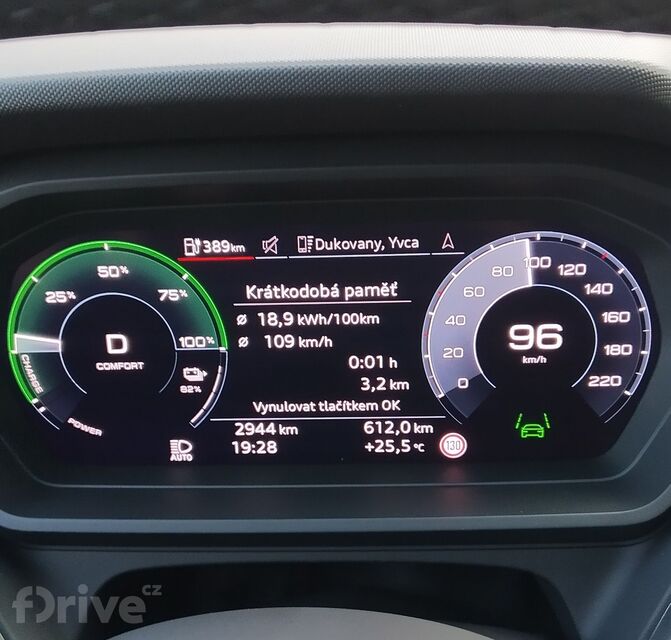 389 km Dukovany, Yvca
50%
25% 75%
100%
D
COMFORT
CHARGE
POWER
82%
AUTO
Krátkodobá paměť
ø 18,9 kWh/100km
ø 109 km/h
0:01 h
3,2 km
Vynulovat tlačítkem OK
2944 km 612,0 km
19:28 +25,5 °C
130
0
20
40
60
80
100
120
140
160
180
220
96
km/h
fDrive.cz